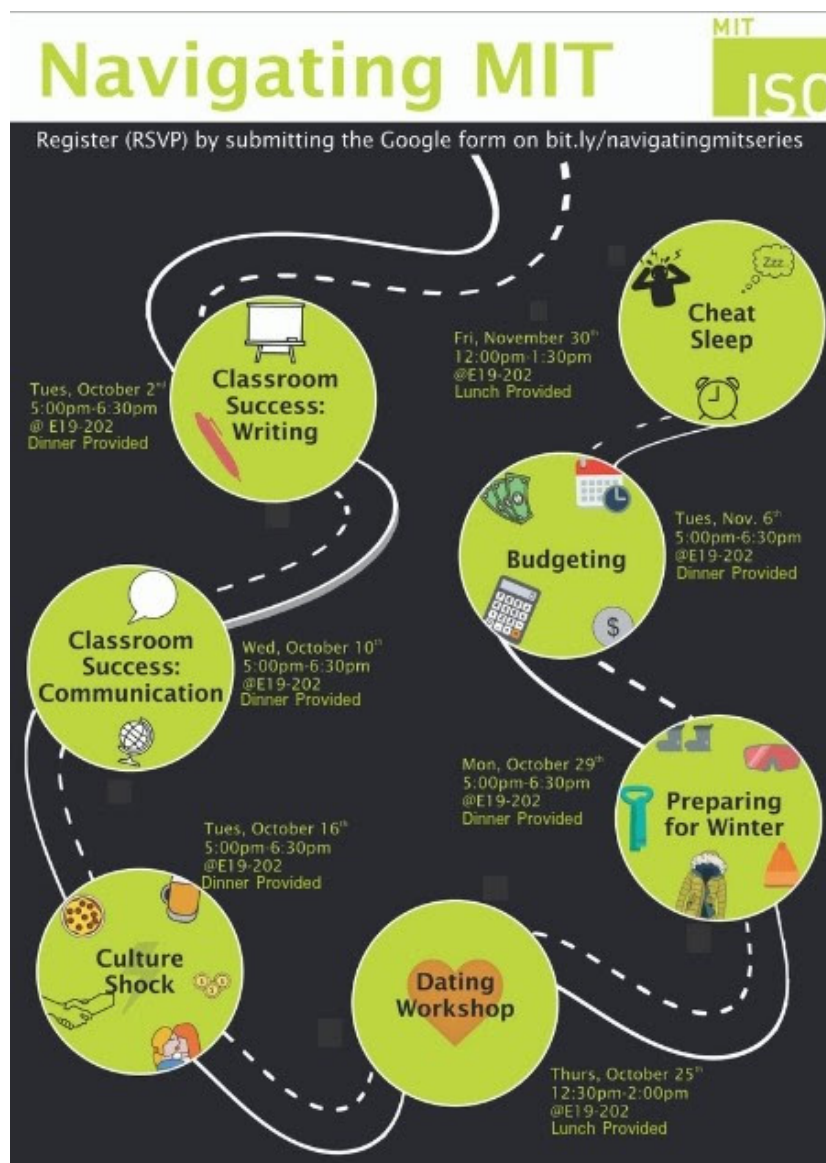 Navigating MIT
MIT
ISO
Register (RSVP) by submitting the Google form on bit.ly/navigatingmitseries
Classroom
Success:
Writing
Tues, October 2nd
5:00pm-6:30pm
@ E19-202
Dinner Provided
Classroom
Success:
Communication
Wed, October 10th
5:00pm-6:30pm
@E19-202
Dinner Provided
Culture
Shock
Tues, October 16th
5:00pm-6:30pm
@E19-202
Dinner Provided
Dating
Workshop
Thurs, October 25th
12:30pm-2:00pm
@E19-202
Lunch Provided
Preparing
for Winter
Mon, October 29th
5:00pm-6:30pm
@E19-202
Dinner Provided
Budgeting
$
Tues, Nov. 6th
5:00pm-6:30pm
@E19-202
Dinner Provided
Zzz
Cheat
Sleep
Fri, November 30th
12:00pm-1:30pm
@E19-202
Lunch Provided